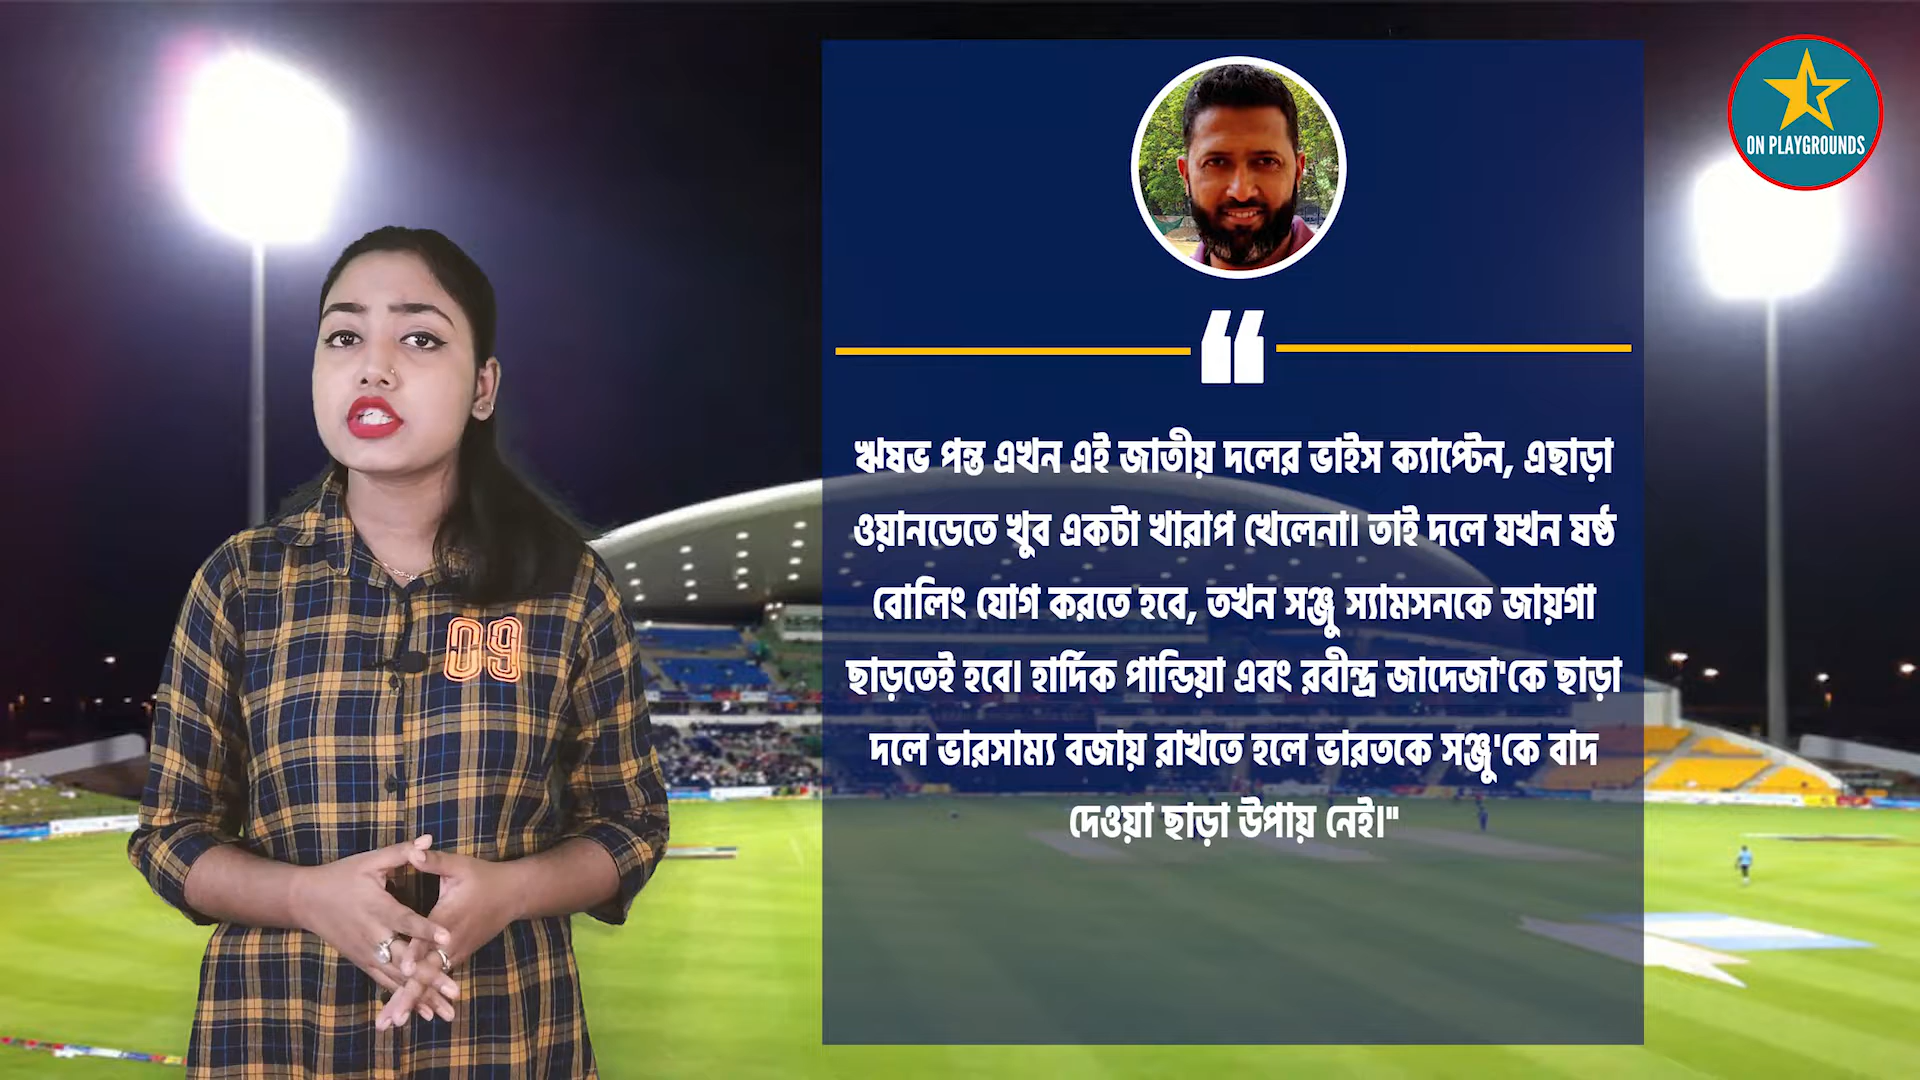 ON PLAYGROUNDS
❝
ঋষভ পন্ত এখন এই জাতীয় দলের ভাইস ক্যাপ্টেন, এছাড়া
ওয়ানডেতে খুব একটা খারাপ খেলেনা। তাই দলে যখন ষষ্ঠ
বোলিং যোগ করতে হবে, তখন সঞ্জু স্যামসনকে জায়গা
ছাড়তেই হবে। হার্দিক পান্ডিয়া এবং রবীন্দ্র জাদেজা'কে ছাড়া
দলে ভারসাম্য বজায় রাখতে হলে ভারতকে সঞ্জু'কে বাদ
দেওয়া ছাড়া উপায় নেই।"
09